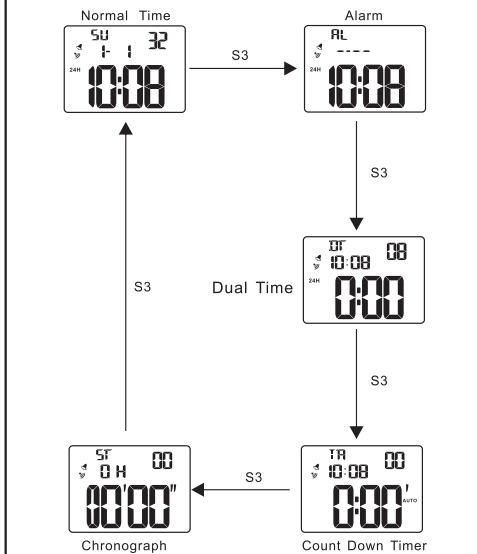 Normal Time
SU 32
1- 1
24H
10:08
S3
Alarm
AL
----
24H
10:08
S3
Dual Time
DT 08
10:08
24H
0:00
S3
S3
TR 00
10:08
0:00'
AUTO
Count Down Timer
S3
ST 00
0 H
00'00"
Chronograph